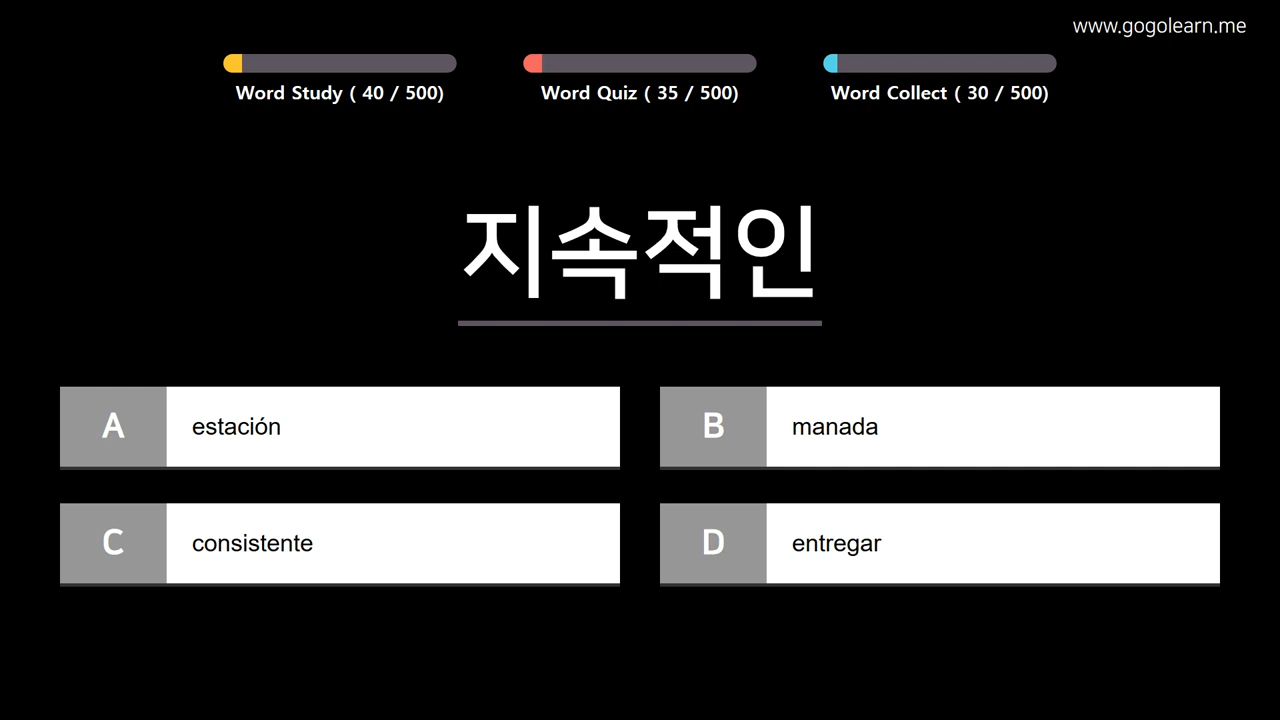 www.gogolearn.me
Word Study ( 40 / 500)
Word Quiz ( 35 / 500)
Word Collect ( 30 / 500)
지속적인
A estación
B manada
C consistente
D entregar